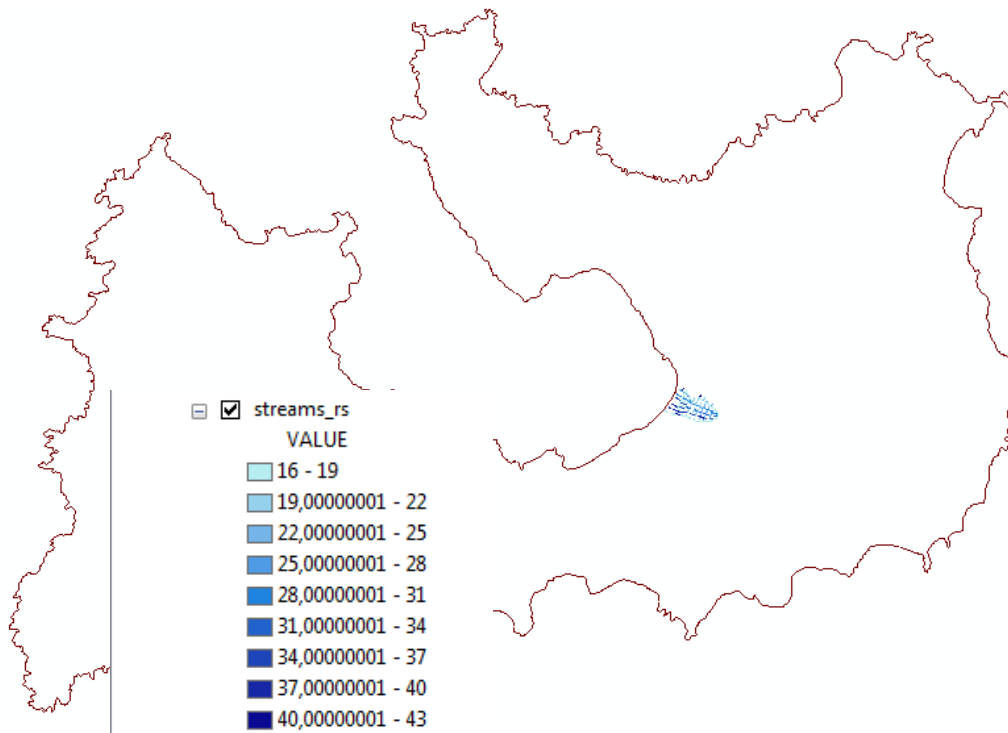 streams_rs
VALUE
16 - 19
19,00000001 - 22
22,00000001 - 25
25,00000001 - 28
28,00000001 - 31
31,00000001 - 34
34,00000001 - 37
37,00000001 - 40
40,00000001 - 43